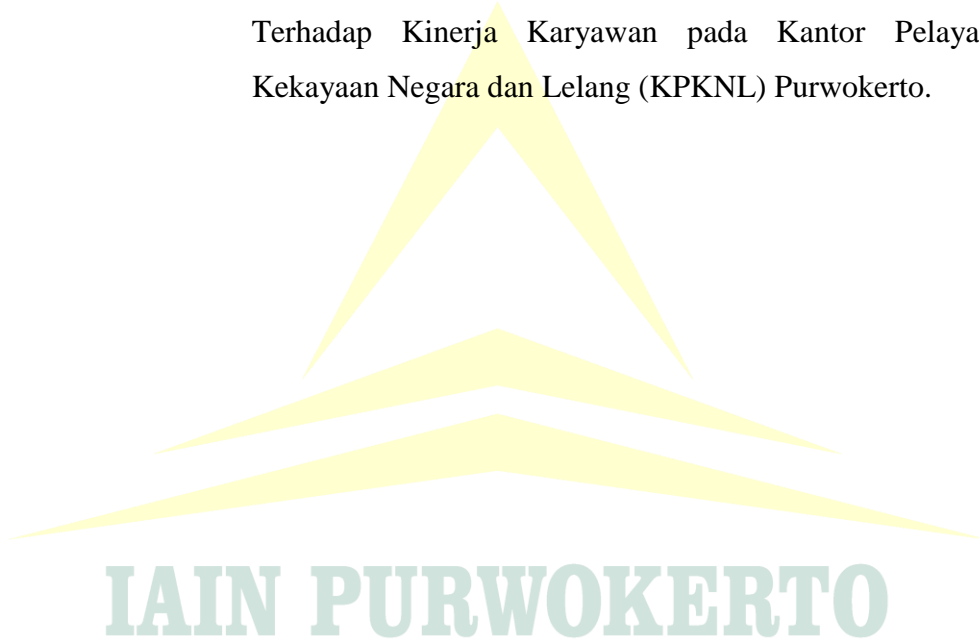 Terhadap Kinerja Karyawan pada Kantor Pelaya
Kekayaan Negara dan Lelang (KPKNL) Purwokerto.
IAIN PURWOKERTO